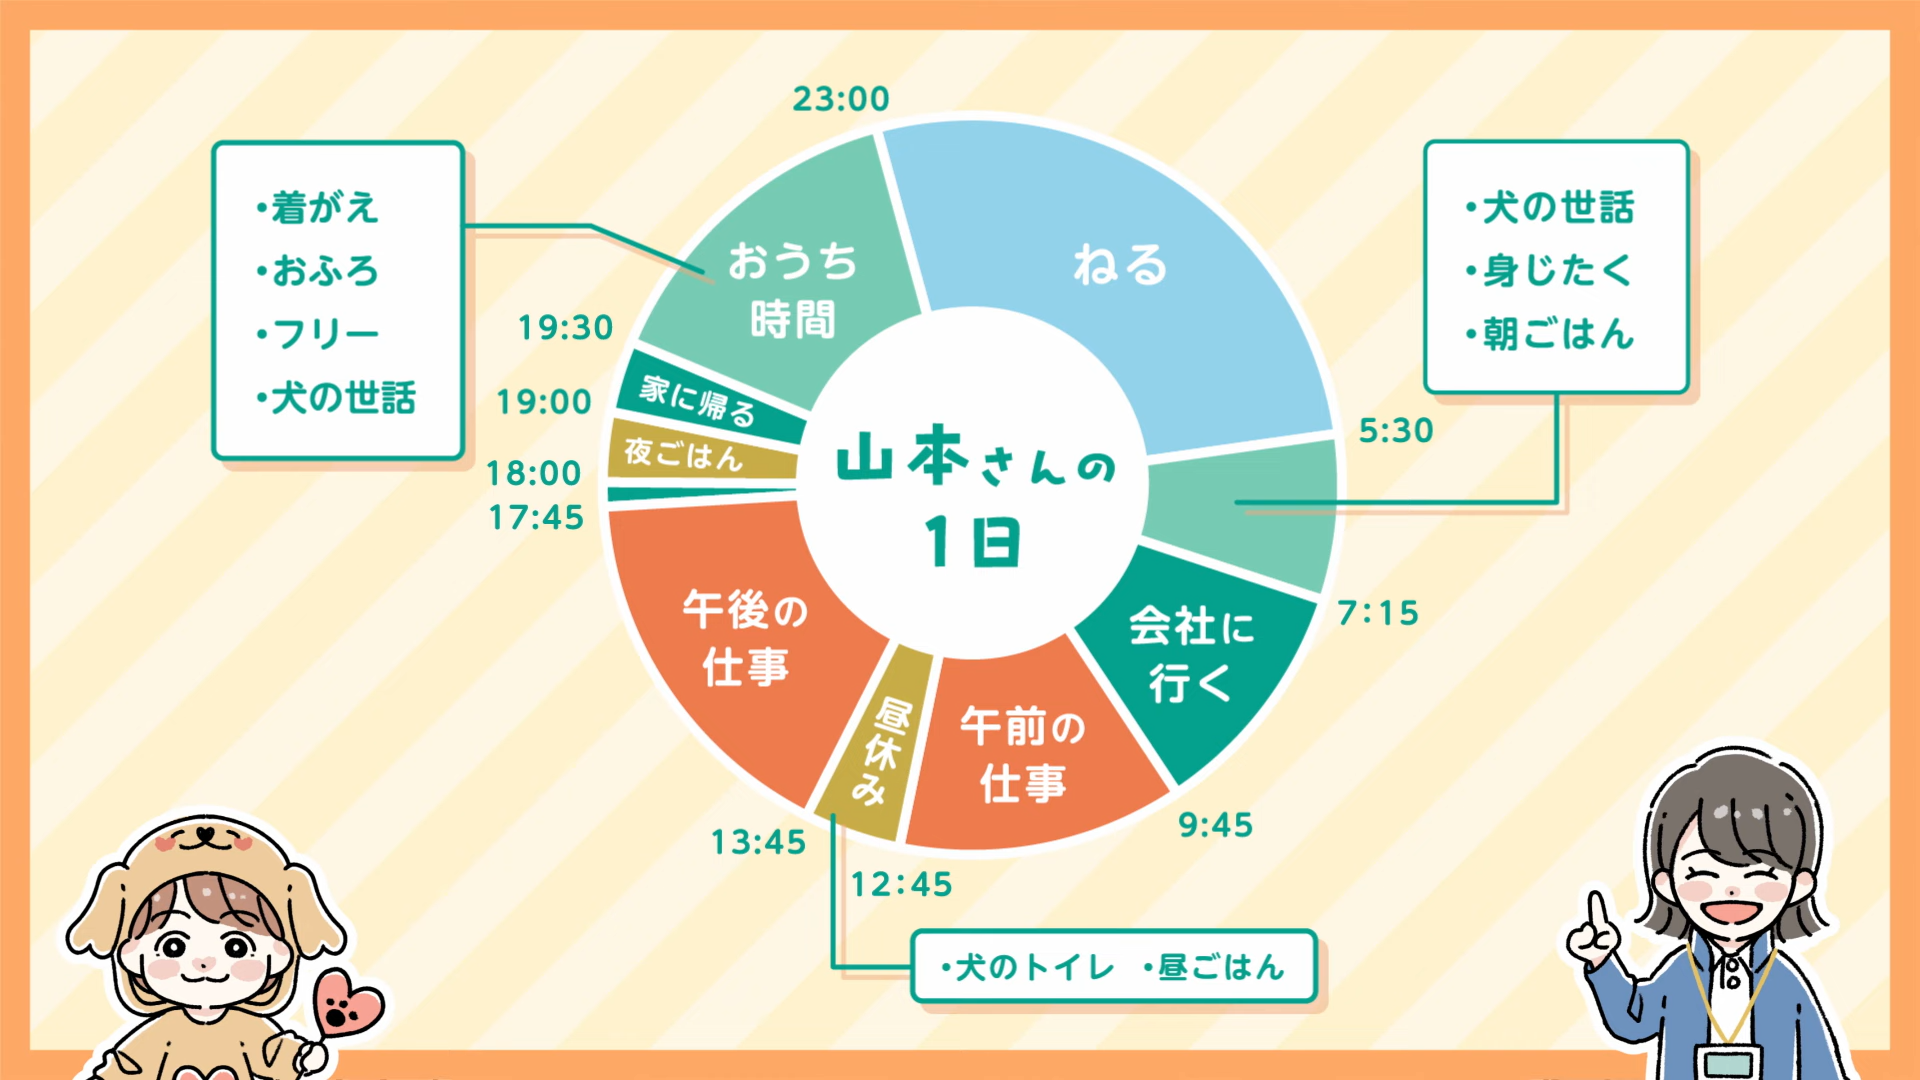 山本さんの
1日
23:00
ねる
5:30
・犬の世話
・身じたく
・朝ごはん
7:15
会社に
行く
9:45
午前の
仕事
12:45
昼休み
・犬のトイレ ・昼ごはん
13:45
午後の
仕事
17:45
18:00
夜ごはん
19:00
家に帰る
19:30
おうち
時間
・着がえ
・おふろ
・フリー
・犬の世話